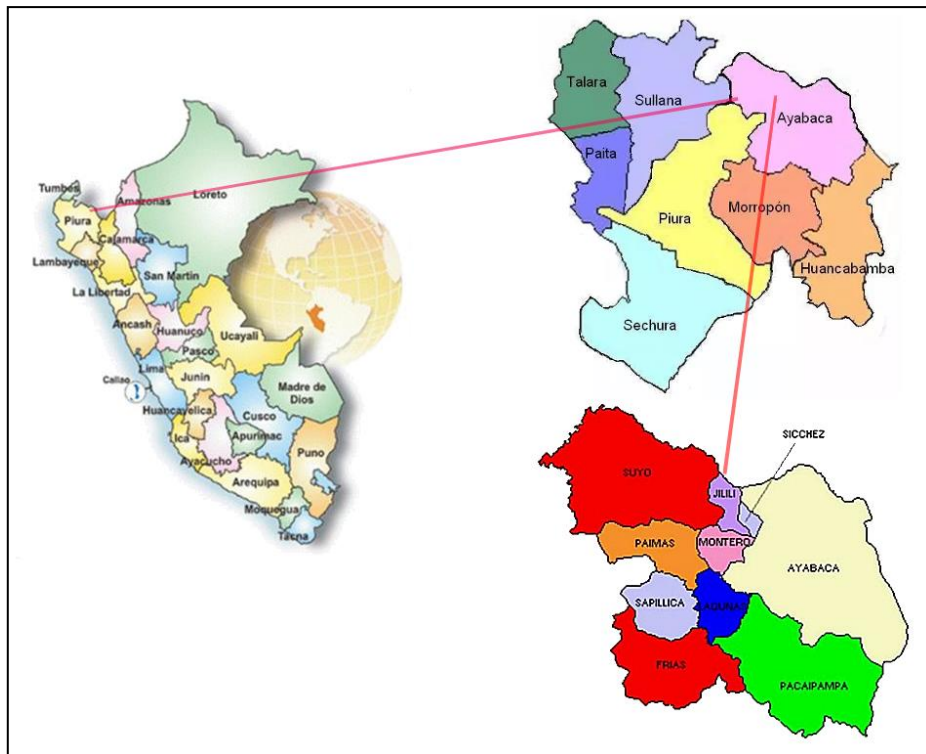 Tumbes
Piura
Amazonas
Loreto
Cajamarca
Lambayeque
San Martin
La Libertad
Ancash
Huanuco
Ucayali
Pasco
Lima
Junin
Callao
Madre de
Dios
Huancavelica
Cusco
Ica
Apurimac
Ayacucho
Puno
Arequipa
Moquegua
Tacna
Talara
Sullana
Ayabaca
Paita
Piura
Morropón
Huancabamba
Sechura
SICCHEZ
SUYO
JILILI
PAIMAS
MONTERO
AYABACA
SAPILLICA
LAGUNAS
FRIAS
PACAIPAMPA